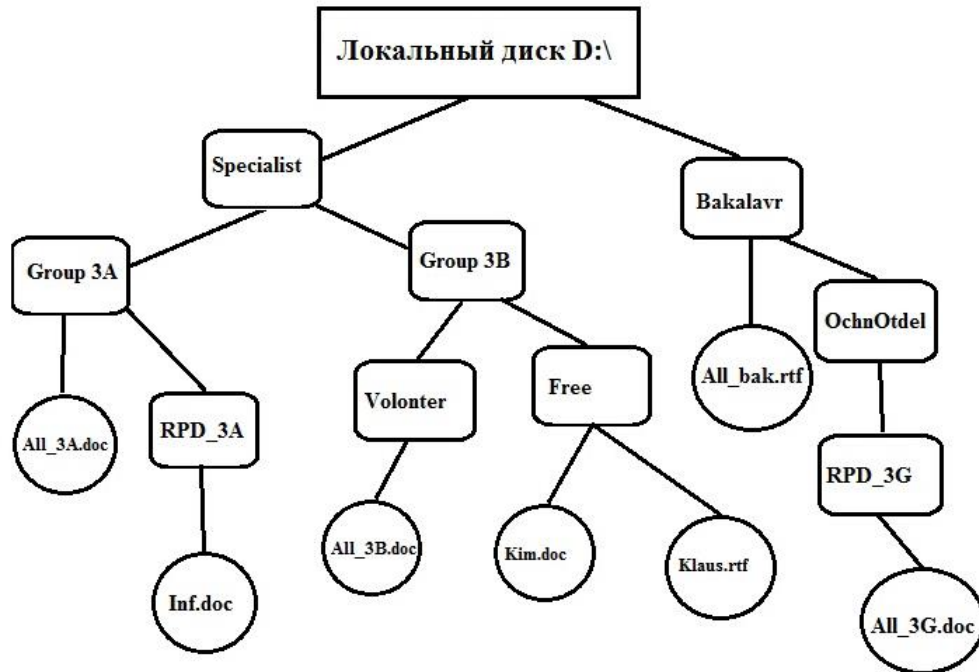 Локальный диск D:\
Specialist
Bakalavr
Group 3A
Group 3B
OchnOtdel
Volonter
Free
All_bak.rtf
All_3A.doc
RPD_3A
RPD_3G
All_3B.doc
Kim.doc
Klaus.rtf
Inf.doc
All_3G.doc